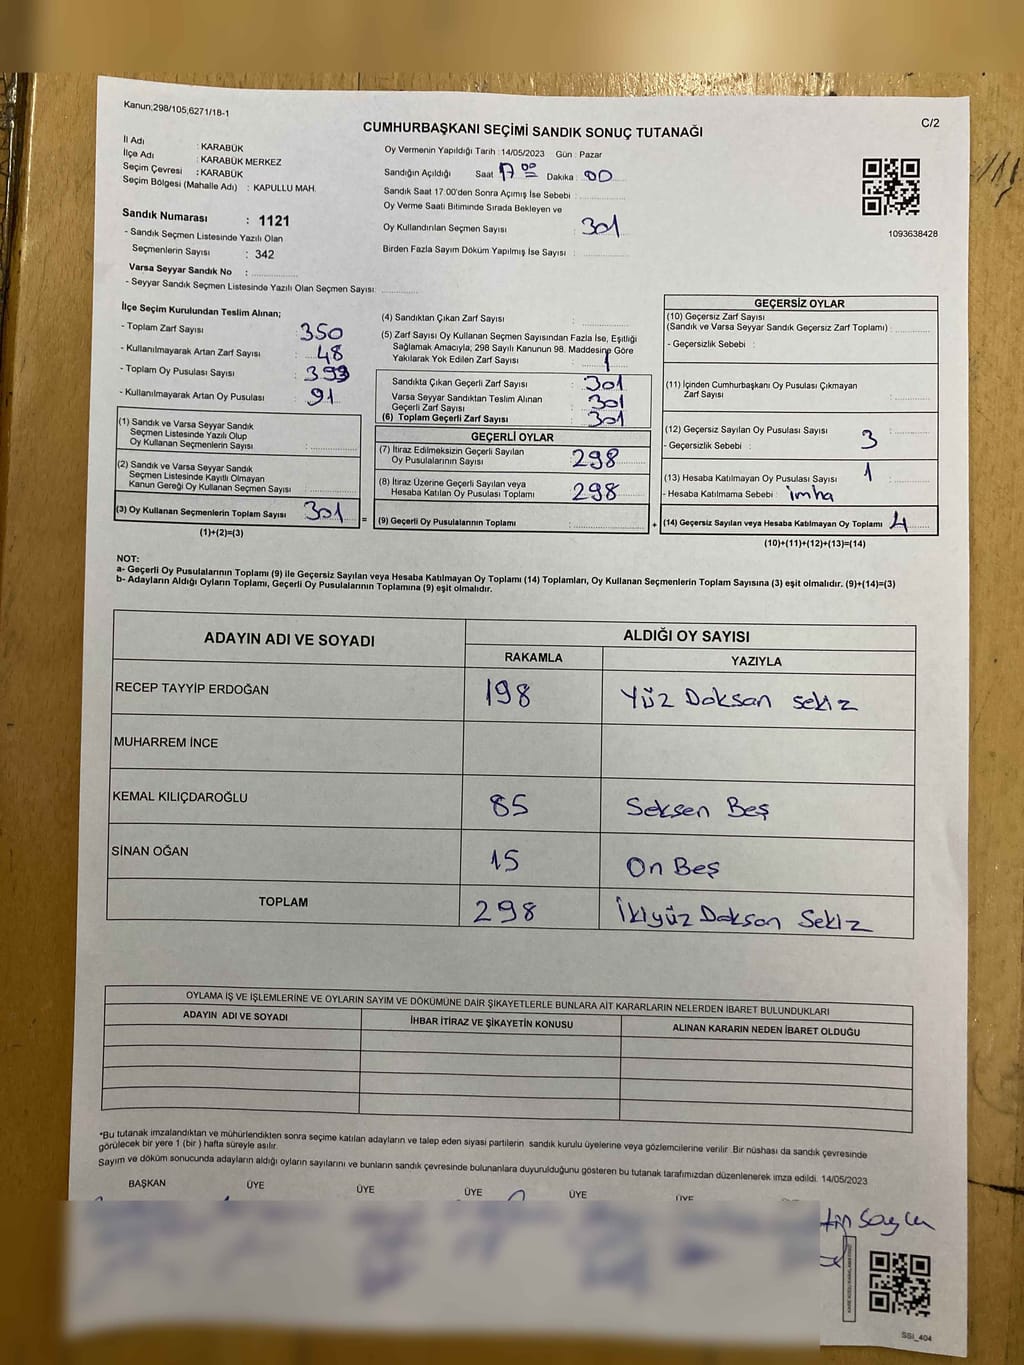 Kanun;298/105,6271/18-1
C/2
CUMHURBAŞKANI SEÇİMİ SANDIK SONUÇ TUTANAĞI
İl Adı : KARABÜK
İlçe Adı : KARABÜK MERKEZ
Seçim Çevresi : KARABÜK
Seçim Bölgesi (Mahalle Adı) : KAPULLU MAH.
Sandık Numarası : 1121
- Sandık Seçmen Listesinde Yazılı Olan
Seçmenlerin Sayısı : 342
Varsa Seyyar Sandık No :
- Seyyar Sandık Seçmen Listesinde Yazılı Olan Seçmen Sayısı:
Oy Vermenin Yapıldığı Tarih : 14/05/2023 Gün : Pazar
Sandığın Açıldığı Saat 17 00 Dakika : 00
Sandık Saat 17.00'den Sonra Açımış İse Sebebi :
Oy Verme Saati Bitiminde Sırada Bekleyen ve
Oy Kullandırılan Seçmen Sayısı : 301
Birden Fazla Sayım Döküm Yapılmış İse Sayısı :
1093638428
İlçe Seçim Kurulundan Teslim Alınan;
- Toplam Zarf Sayısı : 350
- Kullanılmayarak Artan Zarf Sayısı : 48
- Toplam Oy Pusulası Sayısı :
- Kullanılmayarak Artan Oy Pusulası : 91
(1) Sandık ve Varsa Seyyar Sandık
Seçmen Listesinde Yazılı Olup
Oy Kullanan Seçmenlerin Sayısı :
(2) Sandık ve Varsa Seyyar Sandık
Seçmen Listesinde Kayıtlı Olmayan
Kanun Gereği Oy Kullanan Seçmen Sayısı :
(3) Oy Kullanan Seçmenlerin Toplam Sayısı 301 =
(1)+(2)=(3)
(4) Sandıktan Çıkan Zarf Sayısı :
(5) Zarf Sayısı Oy Kullanan Seçmen Sayısından Fazla İse, Eşitliği
Sağlamak Amacıyla, 298 Sayılı Kanunun 98. Maddesine Göre
Yakılarak Yok Edilen Zarf Sayısı : 1
Sandıkta Çıkan Geçerli Zarf Sayısı : 301
Varsa Seyyar Sandıktan Teslim Alınan
Geçerli Zarf Sayısı : 301
(6) Toplam Geçerli Zarf Sayısı : 301
GEÇERLİ OYLAR
(7) İtiraz Edilmeksizin Geçerli Sayılan
Oy Pusulalarının Sayısı : 298
(8) İtiraz Üzerine Geçerli Sayılan veya
Hesaba Katılan Oy Pusulası Toplamı : 298
(9) Geçerli Oy Pusulalarının Toplamı : +
GEÇERSİZ OYLAR
(10) Geçersiz Zarf Sayısı
(Sandık ve Varsa Seyyar Sandık Geçersiz Zarf Toplamı) :
- Geçersizlik Sebebi :
(11) İçinden Cumhurbaşkanı Oy Pusulası Çıkmayan
Zarf Sayısı :
(12) Geçersiz Sayılan Oy Pusulası Sayısı :
- Geçersizlik Sebebi : 3
(13) Hesaba Katılmayan Oy Pusulası Sayısı : 1
- Hesaba Katılmama Sebebi : imha
(14) Geçersiz Sayılan veya Hesaba Katılmayan Oy Toplamı : 4
(10)+(11)+(12)+(13)=(14)
NOT:
a- Geçerli Oy Pusulalarının Toplamı (9) ile Geçersiz Sayılan veya Hesaba Katılmayan Oy Toplamı (14) Toplamları, Oy Kullanan Seçmenlerin Toplam Sayısına (3) eşit olmalıdır. (9)+(14)=(3)
b- Adayların Aldığı Oyların Toplamı, Geçerli Oy Pusulalarının Toplamına (9) eşit olmalıdır.
ADAYIN ADI VE SOYADI
ALDIĞI OY SAYISI
RAKAMLA YAZIYLA
RECEP TAYYİP ERDOĞAN 198 Yüz Doksan sekiz
MUHARREM İNCE
KEMAL KILIÇDAROĞLU 85 Seksen Beş
SİNAN OĞAN 15 On Beş
TOPLAM 298 İkiyüz Doksan Sekiz
OYLAMA İŞ VE İŞLEMLERİNE VE OYLARIN SAYIM VE DÖKÜMÜNE DAİR ŞİKAYETLERLE BUNLARA AİT KARARLARIN NELERDEN İBARET BULUNDUKLARI
ADAYIN ADI VE SOYADI İHBAR İTİRAZ VE ŞİKAYETİN KONUSU ALINAN KARARIN NEDEN İBARET OLDUĞU
*Bu tutanak imzalandıktan ve mühürlendikten sonra seçime katılan adayların ve talep eden siyasi partilerin sandık kurulu üyelerine veya gözlemcilerine verilir. Bir nüshası da sandık çevresinde
görülecek bir yere 1 (bir) hafta süreyle asılır.
Sayım ve döküm sonucunda adayların aldığı oyların sayılarını ve bunların sandık çevresinde bulunanlara duyurulduğunu gösteren bu tutanak tarafımızdan düzenlenerek imza edildi. 14/05/2023
BAŞKAN ÜYE ÜYE ÜYE ÜYE ÜYE
SSI_404